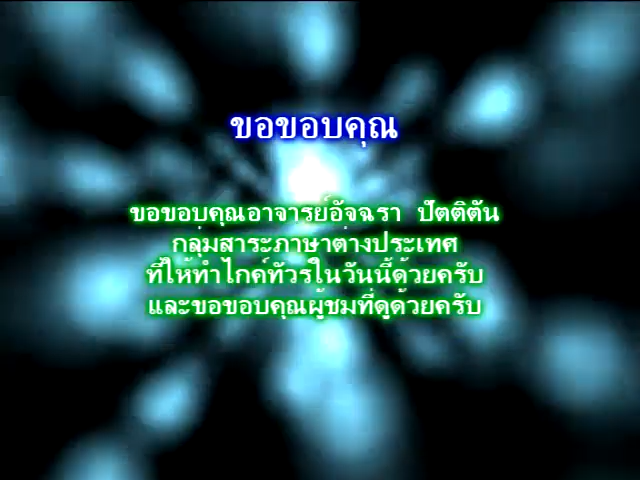 ขอขอบคุณ
ขอขอบคุณอาจารย์อัจฉรา ปัตติตัน
กลุ่มสาระภาษาต่างประเทศ
ที่ให้ทำไกค์ทัวร์ในวันนี้ด้วยครับ
และขอขอบคุณผู้ชมที่ดูด้วยครับ